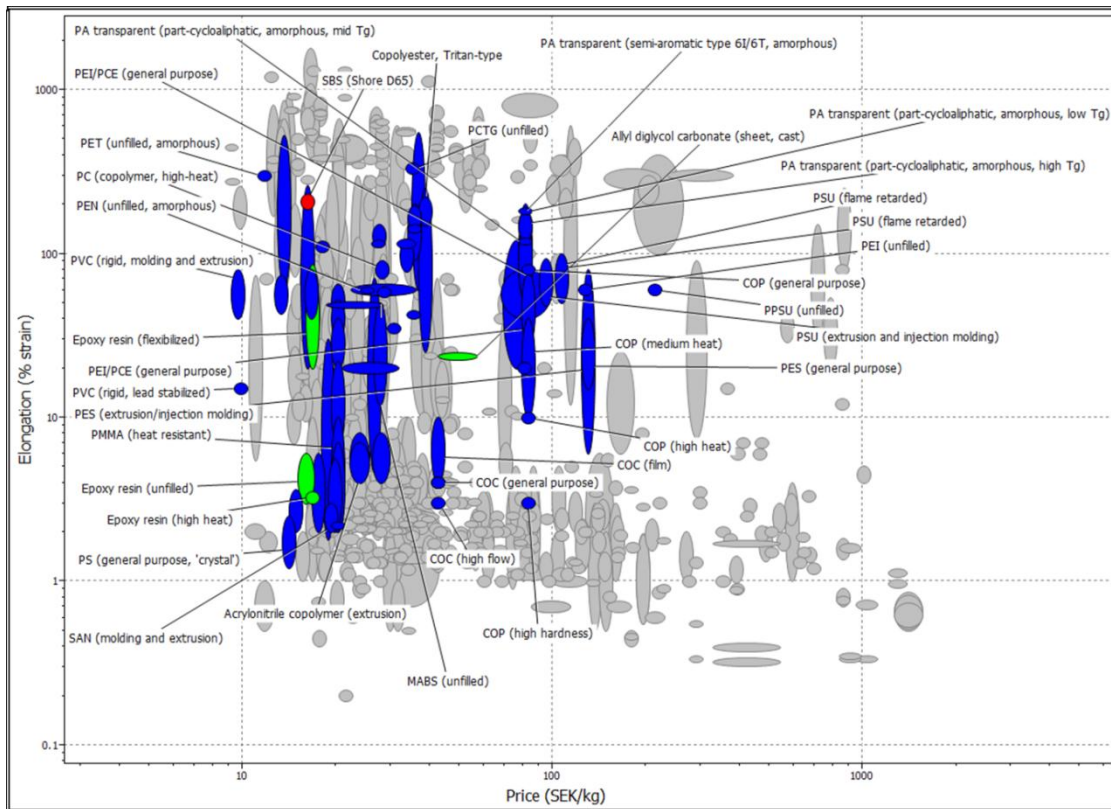 PA transparent (part-cycloaliphatic, amorphous, mid Tg)
Copolyester, Tritan-type
PA transparent (semi-aromatic type 6I/6T, amorphous)
PEI/PCE (general purpose)
SBS (Shore D65)
1000
PA transparent (part-cycloaliphatic, amorphous, low Tg)
PCTG (unfilled)
Allyl diglycol carbonate (sheet, cast)
PET (unfilled, amorphous)
PA transparent (part-cycloaliphatic, amorphous, high Tg)
PC (copolymer, high-heat)
PSU (flame retarded)
PEN (unfilled, amorphous)
PSU (flame retarded)
PEI (unfilled)
100
PVC (rigid, molding and extrusion)
COP (general purpose)
PPSU (unfilled)
Epoxy resin (flexibilized)
PSU (extrusion and injection molding)
COP (medium heat)
PEI/PCE (general purpose)
PES (general purpose)
PVC (rigid, lead stabilized)
PES (extrusion/injection molding)
10
PMMA (heat resistant)
COP (high heat)
COC (film)
Epoxy resin (unfilled)
COC (general purpose)
Epoxy resin (high heat)
PS (general purpose, 'crystal')
COC (high flow)
1
Acrylonitrile copolymer (extrusion)
SAN (molding and extrusion)
COP (high hardness)
MABS (unfilled)
0.1
Elongation (% strain)
10
100
1000
Price (SEK/kg)